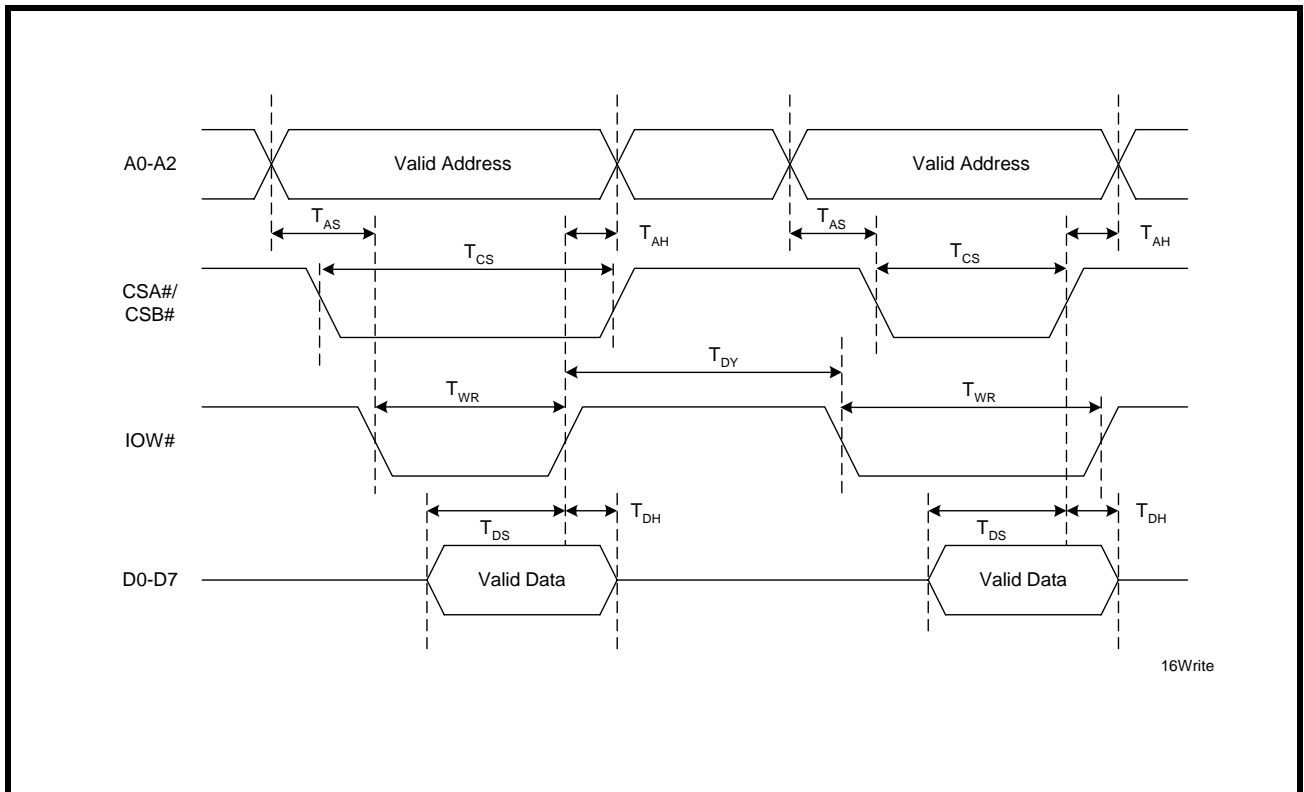 A0-A2
Valid Address
Valid Address
TAS
TAH
TAS
TAH
TCS
TCS
CSA#/
CSB#
TDY
TWR
TWR
IOW#
TDS
TDH
TDS
TDH
D0-D7
Valid Data
Valid Data
16Write